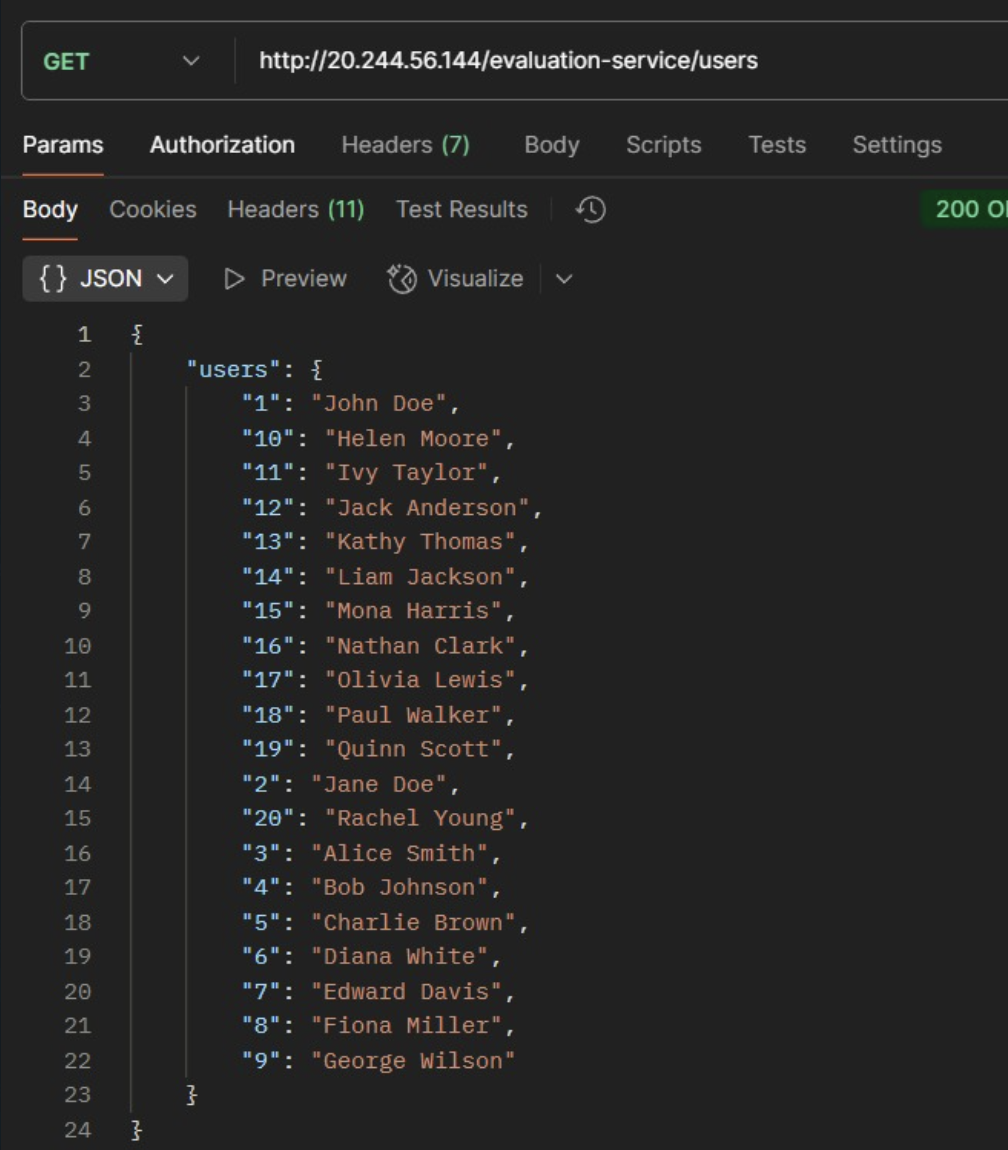 GET http://20.244.56.144/evaluation-service/users
Params Authorization Headers (7) Body Scripts Tests Settings
Body Cookies Headers (11) Test Results 200
{} JSON Preview Visualize
1 {
2 "users": {
3 "1": "John Doe",
4 "10": "Helen Moore",
5 "11": "Ivy Taylor",
6 "12": "Jack Anderson",
7 "13": "Kathy Thomas",
8 "14": "Liam Jackson",
9 "15": "Mona Harris",
10 "16": "Nathan Clark",
11 "17": "Olivia Lewis",
12 "18": "Paul Walker",
13 "19": "Quinn Scott",
14 "2": "Jane Doe",
15 "20": "Rachel Young",
16 "3": "Alice Smith",
17 "4": "Bob Johnson",
18 "5": "Charlie Brown",
19 "6": "Diana White",
20 "7": "Edward Davis",
21 "8": "Fiona Miller",
22 "9": "George Wilson"
23 }
24 }